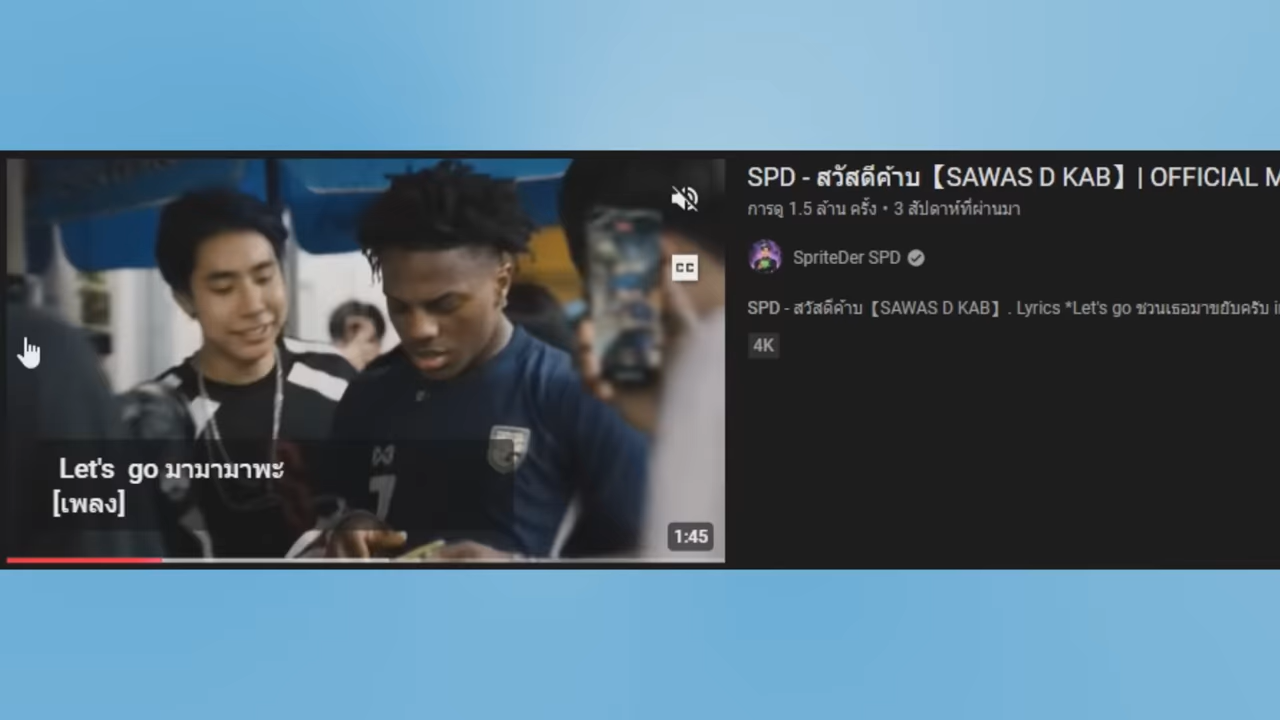 SPD - สวัสดีค้าบ【SAWAS D KAB】| OFFICIAL M
การดู 1.5 ล้าน ครั้ง • 3 สัปดาห์ที่ผ่านมา
SpriteDer SPD
SPD - สวัสดีค้าบ【SAWAS D KAB】. Lyrics *Let's go ชวนเธอมาขยับครับ i
4K
CC
Let's go มามามาพะ
[เพลง]
1:45
7